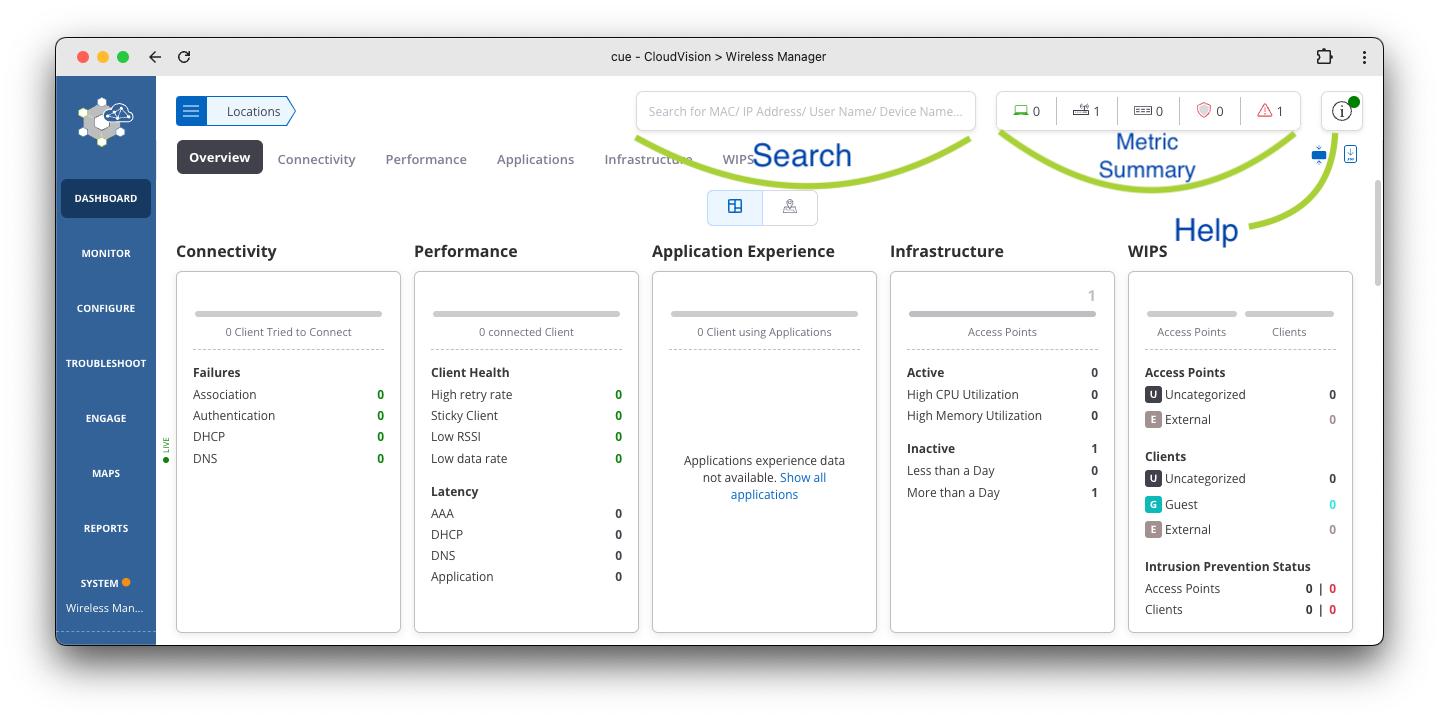 cue - CloudVision > Wireless Manager
Locations
Search for MAC/ IP Address/ User Name/ Device Name...
0
1
0
0
1
Search
Metric
Summary
Help
Overview
Connectivity
Performance
Applications
Infrastructure
WIPS
DASHBOARD
MONITOR
CONFIGURE
TROUBLESHOOT
ENGAGE
MAPS
REPORTS
SYSTEM
Wireless Man...
LIVE
Connectivity
0 Client Tried to Connect
Failures
Association 0
Authentication 0
DHCP 0
DNS 0
Performance
0 connected Client
Client Health
High retry rate 0
Sticky Client 0
Low RSSI 0
Low data rate 0
Latency
AAA 0
DHCP 0
DNS 0
Application 0
Application Experience
0 Client using Applications
Applications experience data
not available. Show all
applications
Infrastructure
1
Access Points
Active 0
High CPU Utilization 0
High Memory Utilization 0
Inactive 1
Less than a Day 0
More than a Day 1
WIPS
Access Points Clients
Access Points
U Uncategorized 0
E External 0
Clients
U Uncategorized 0
G Guest 0
E External 0
Intrusion Prevention Status
Access Points 0 | 0
Clients 0 | 0